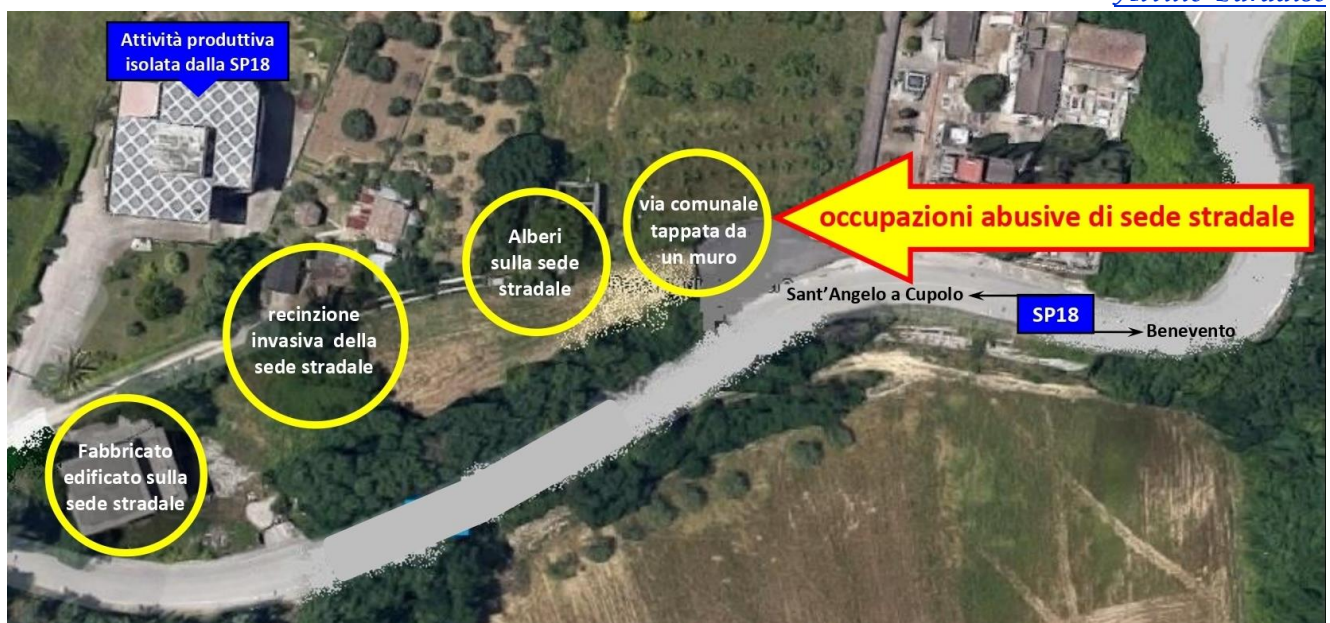 Attività produttiva
isolata dalla SP18
via comunale
tappata da
un muro
occupazioni abusive di sede stradale
Alberi
sulla sede
stradale
Sant'Angelo a Cupolo
SP18
Benevento
recinzione
invasiva della
sede stradale
Fabbricato
edificato sulla
sede stradale